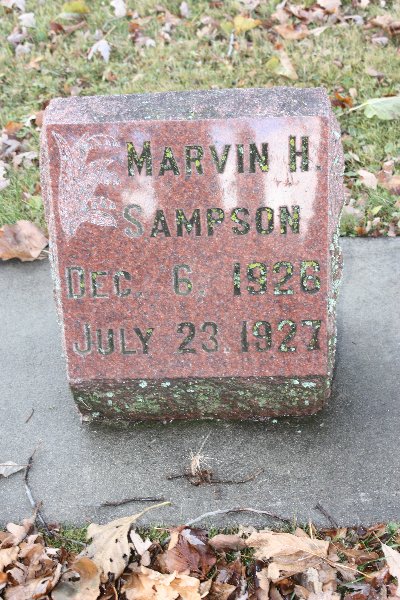 MARVIN H.
SAMPSON
DEC. 6, 1926
JULY 23, 1927